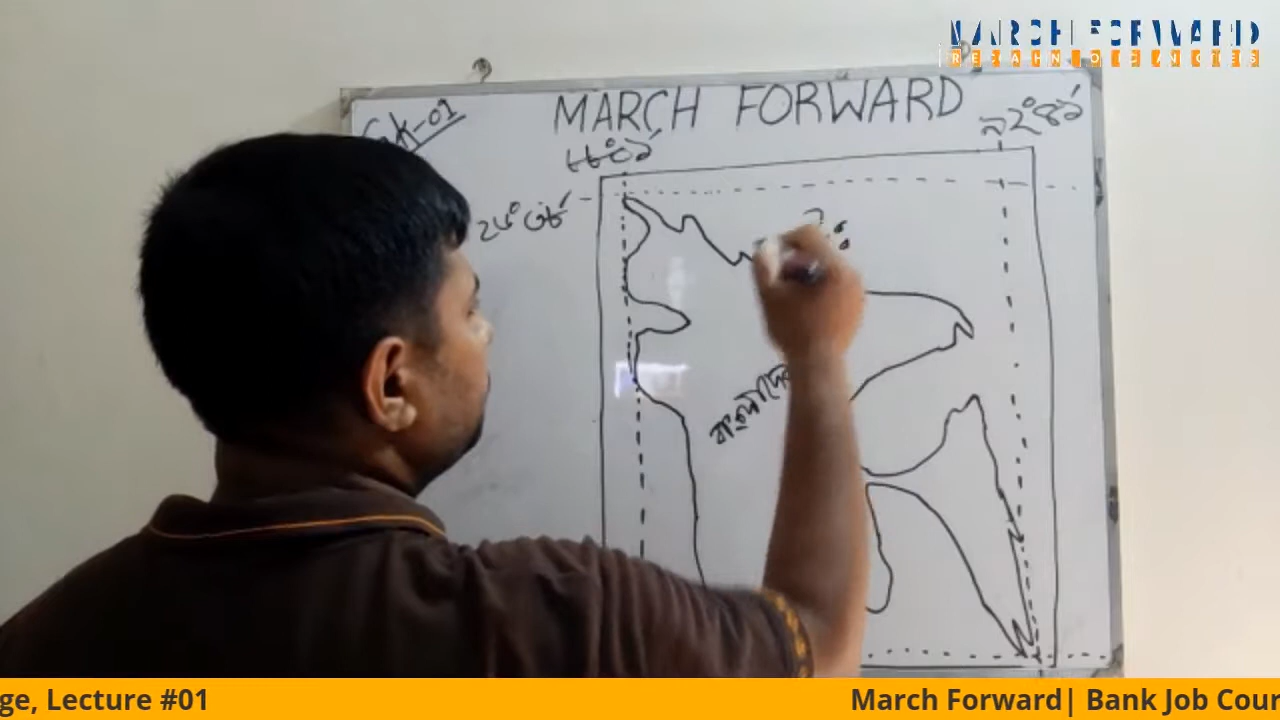 MARCH FORWARD
GK-01
MARCH FORWARD
৮৮°০১′
৯২°৪১′
২৬°৩৮′
ge, Lecture #01
March Forward| Bank Job Cour